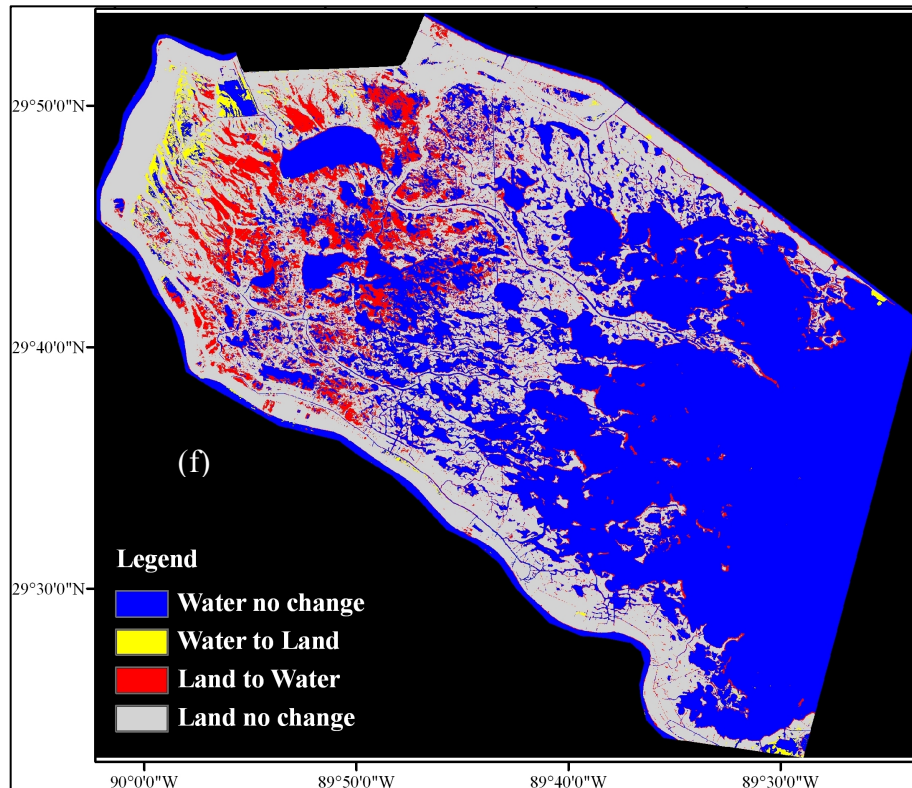 29°50'0"N
29°40'0"N
(f)
Legend
29°30'0"N
Water no change
Water to Land
Land to Water
Land no change
90°0'0"W
89°50'0"W
89°40'0"W
89°30'0"W